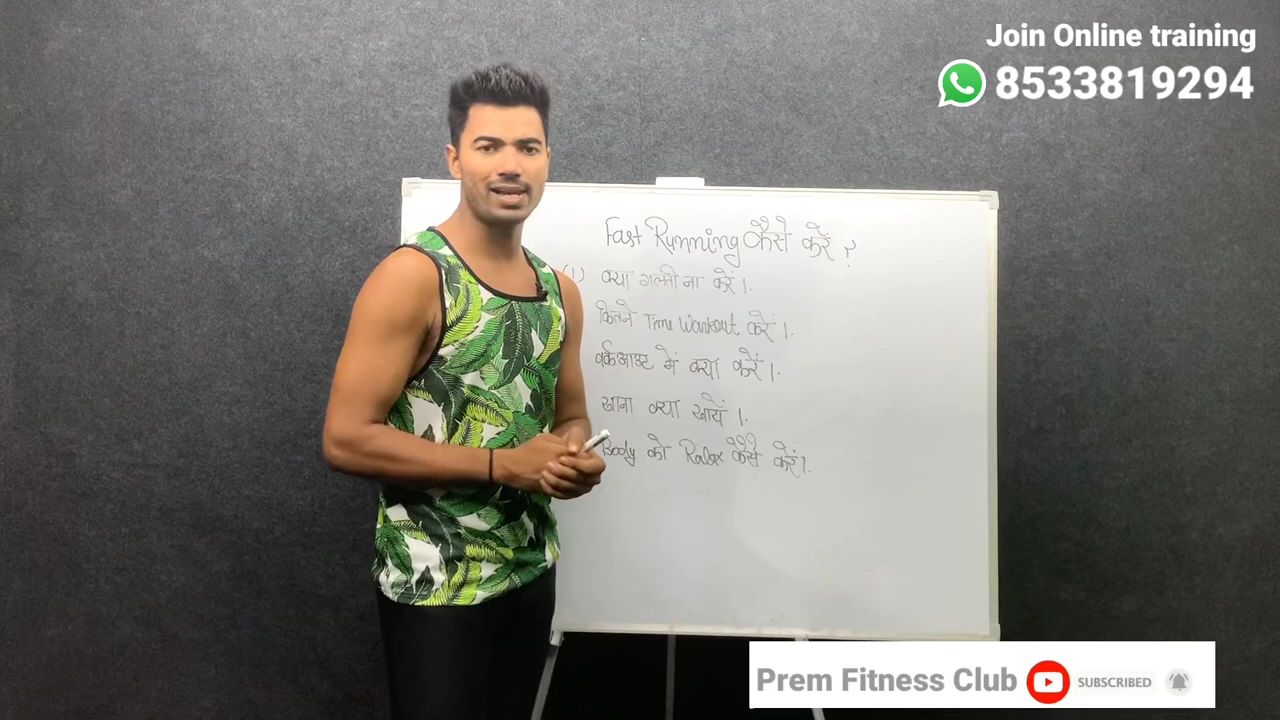 Join Online training
8533819294
Fast Running कैसे करें ?
(1) क्या गलती ना करें ।.
कितने Time Workout करें ।.
वर्कआउट में क्या करें ।.
खाना क्या खायें ।.
Body को Relax कैसे करें ।.
Prem Fitness Club SUBSCRIBED